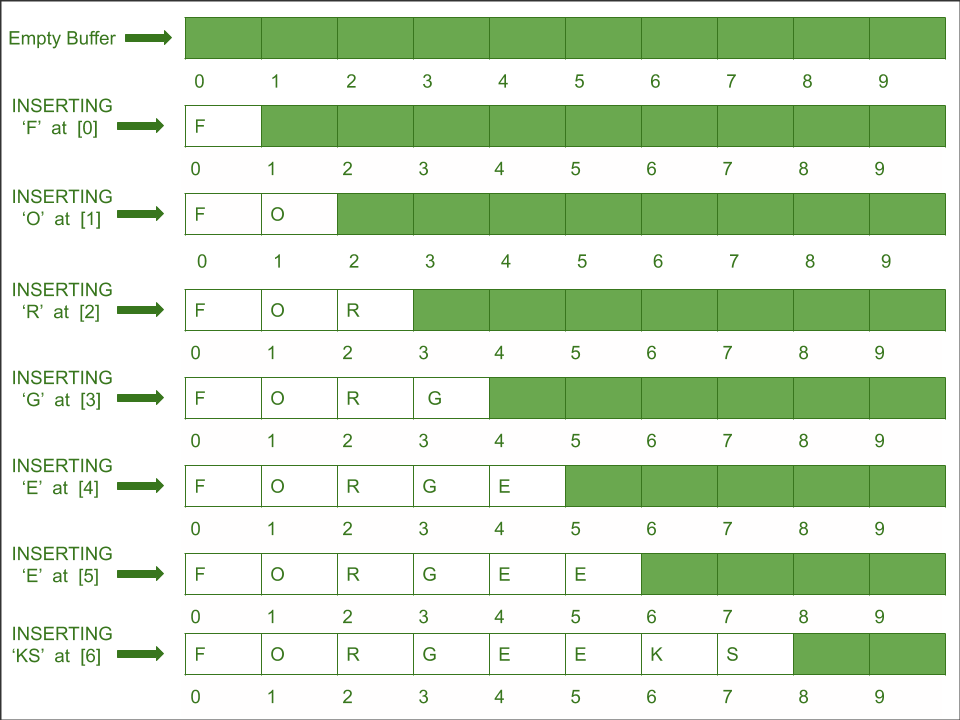 Empty Buffer
0 1 2 3 4 5 6 7 8 9
INSERTING
‘F’ at [0]
F
0 1 2 3 4 5 6 7 8 9
INSERTING
‘O’ at [1]
F O
0 1 2 3 4 5 6 7 8 9
INSERTING
‘R’ at [2]
F O R
0 1 2 3 4 5 6 7 8 9
INSERTING
‘G’ at [3]
F O R G
0 1 2 3 4 5 6 7 8 9
INSERTING
‘E’ at [4]
F O R G E
0 1 2 3 4 5 6 7 8 9
INSERTING
‘E’ at [5]
F O R G E E
0 1 2 3 4 5 6 7 8 9
INSERTING
‘KS’ at [6]
F O R G E E K S
0 1 2 3 4 5 6 7 8 9